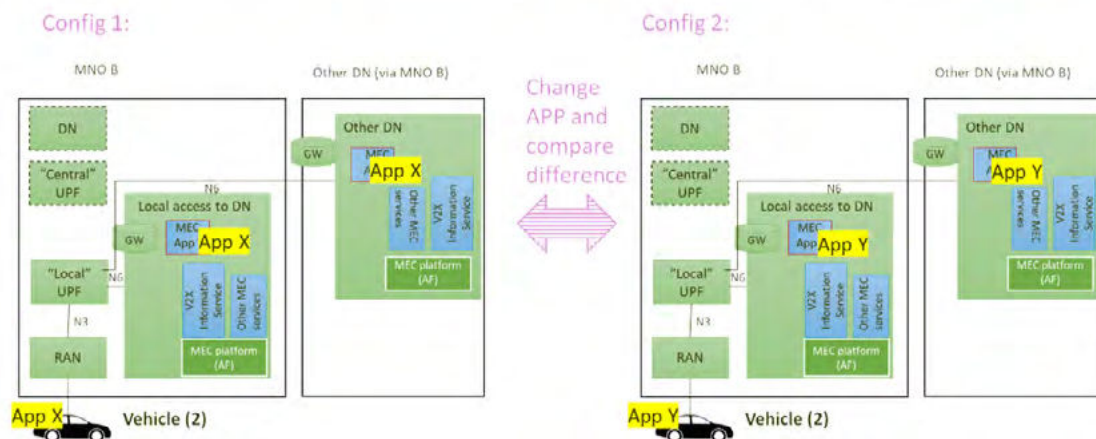 Config 1:
MNO B
Other DN (via MNO B)
DN
"Central"
UPF
"Local"
UPF
N6
N3
RAN
GW
Local access to DN
MEC
App
App X
V2X
Information
Service
Other MEC
services
MEC platform
(AF)
N6
GW
Other DN
MEC
App X
Other MEC
services
V2X
Information
Service
MEC platform
(AF)
App X
Vehicle (2)
Change
APP and
compare
difference
Config 2:
MNO B
Other DN (via MNO B)
DN
"Central"
UPF
"Local"
UPF
N6
N3
RAN
GW
Local access to DN
MEC
App
App Y
V2X
Information
Service
Other MEC
services
MEC platform
(AF)
N6
GW
Other DN
MEC
App Y
Other MEC
services
V2X
Information
Service
MEC platform
(AF)
App Y
Vehicle (2)